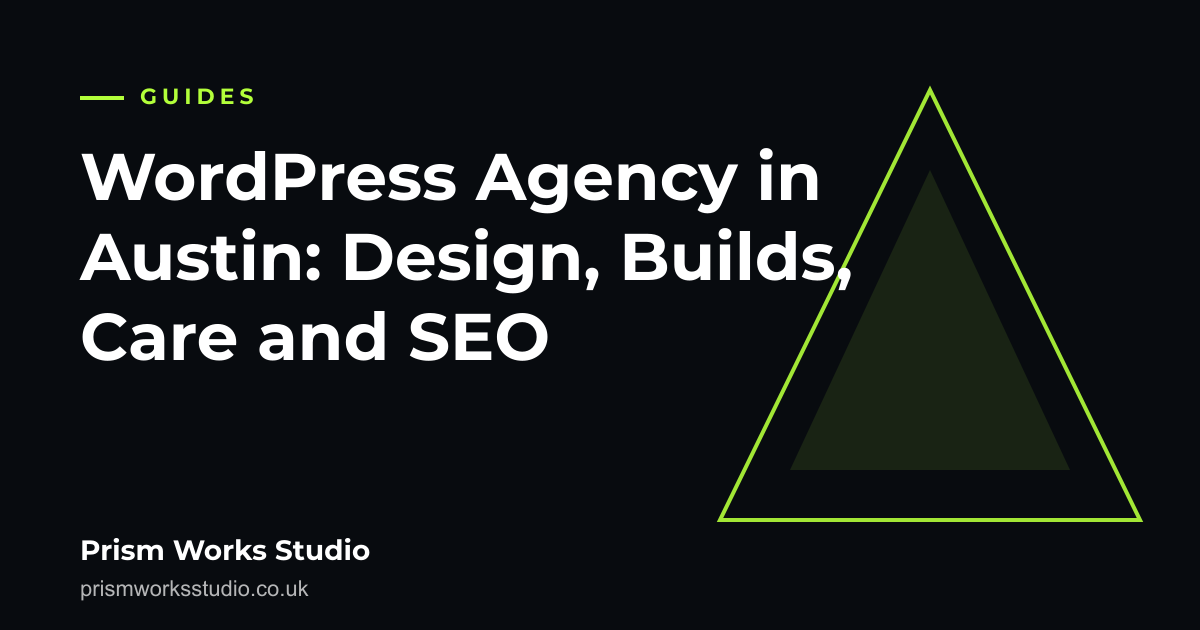 GUIDES
WordPress Agency in
Austin: Design, Builds,
Care and SEO
Prism Works Studio
prismworksstudio.co.uk